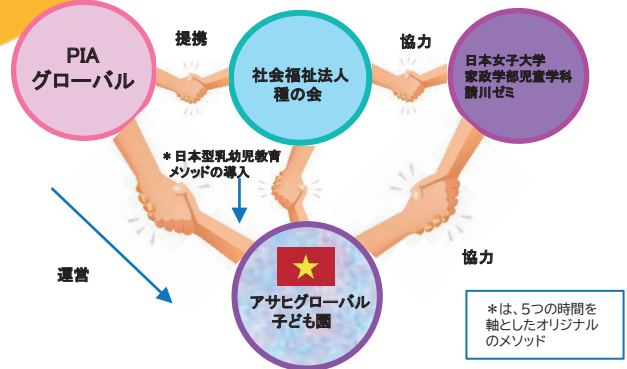 PIA
グローバル
提携
社会福祉法人
種の会
協力
日本女子大学
家政学部児童学科
請川ゼミ
＊日本型乳幼児教育
メソッドの導入
運営
アサヒグローバル
子ども園
協力
＊は、5つの時間を
軸としたオリジナル
のメソッド